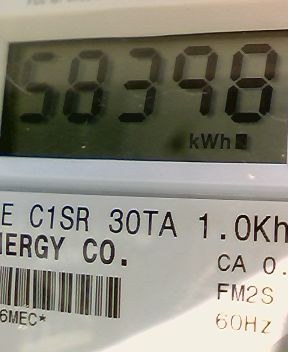 58398
kWh
E C1SR 30TA 1.0Kh
NERGY CO.
CA 0.
FM2S
6MEC*
60Hz